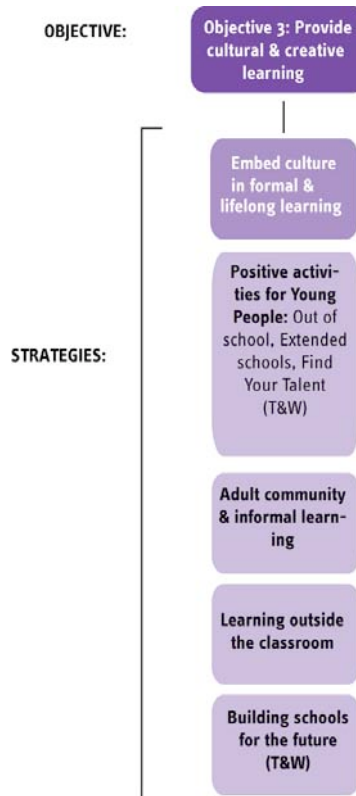 OBJECTIVE:
Objective 3: Provide
cultural & creative
learning
Embed culture
in formal &
lifelong learning
STRATEGIES:
Positive activi-
ties for Young
People: Out of
school, Extended
schools, Find
Your Talent
(T&W)
Adult community
& informal learn-
ing
Learning outside
the classroom
Building schools
for the future
(T&W)